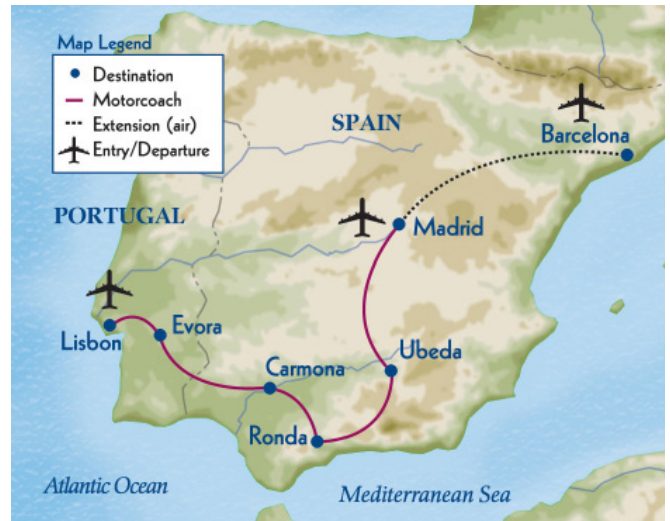 Map Legend
Destination
Motorcoach
Extension (air)
Entry/Departure
SPAIN
Barcelona
PORTUGAL
Madrid
Lisbon
Evora
Carmona
Ubeda
Ronda
Atlantic Ocean
Mediterranean Sea